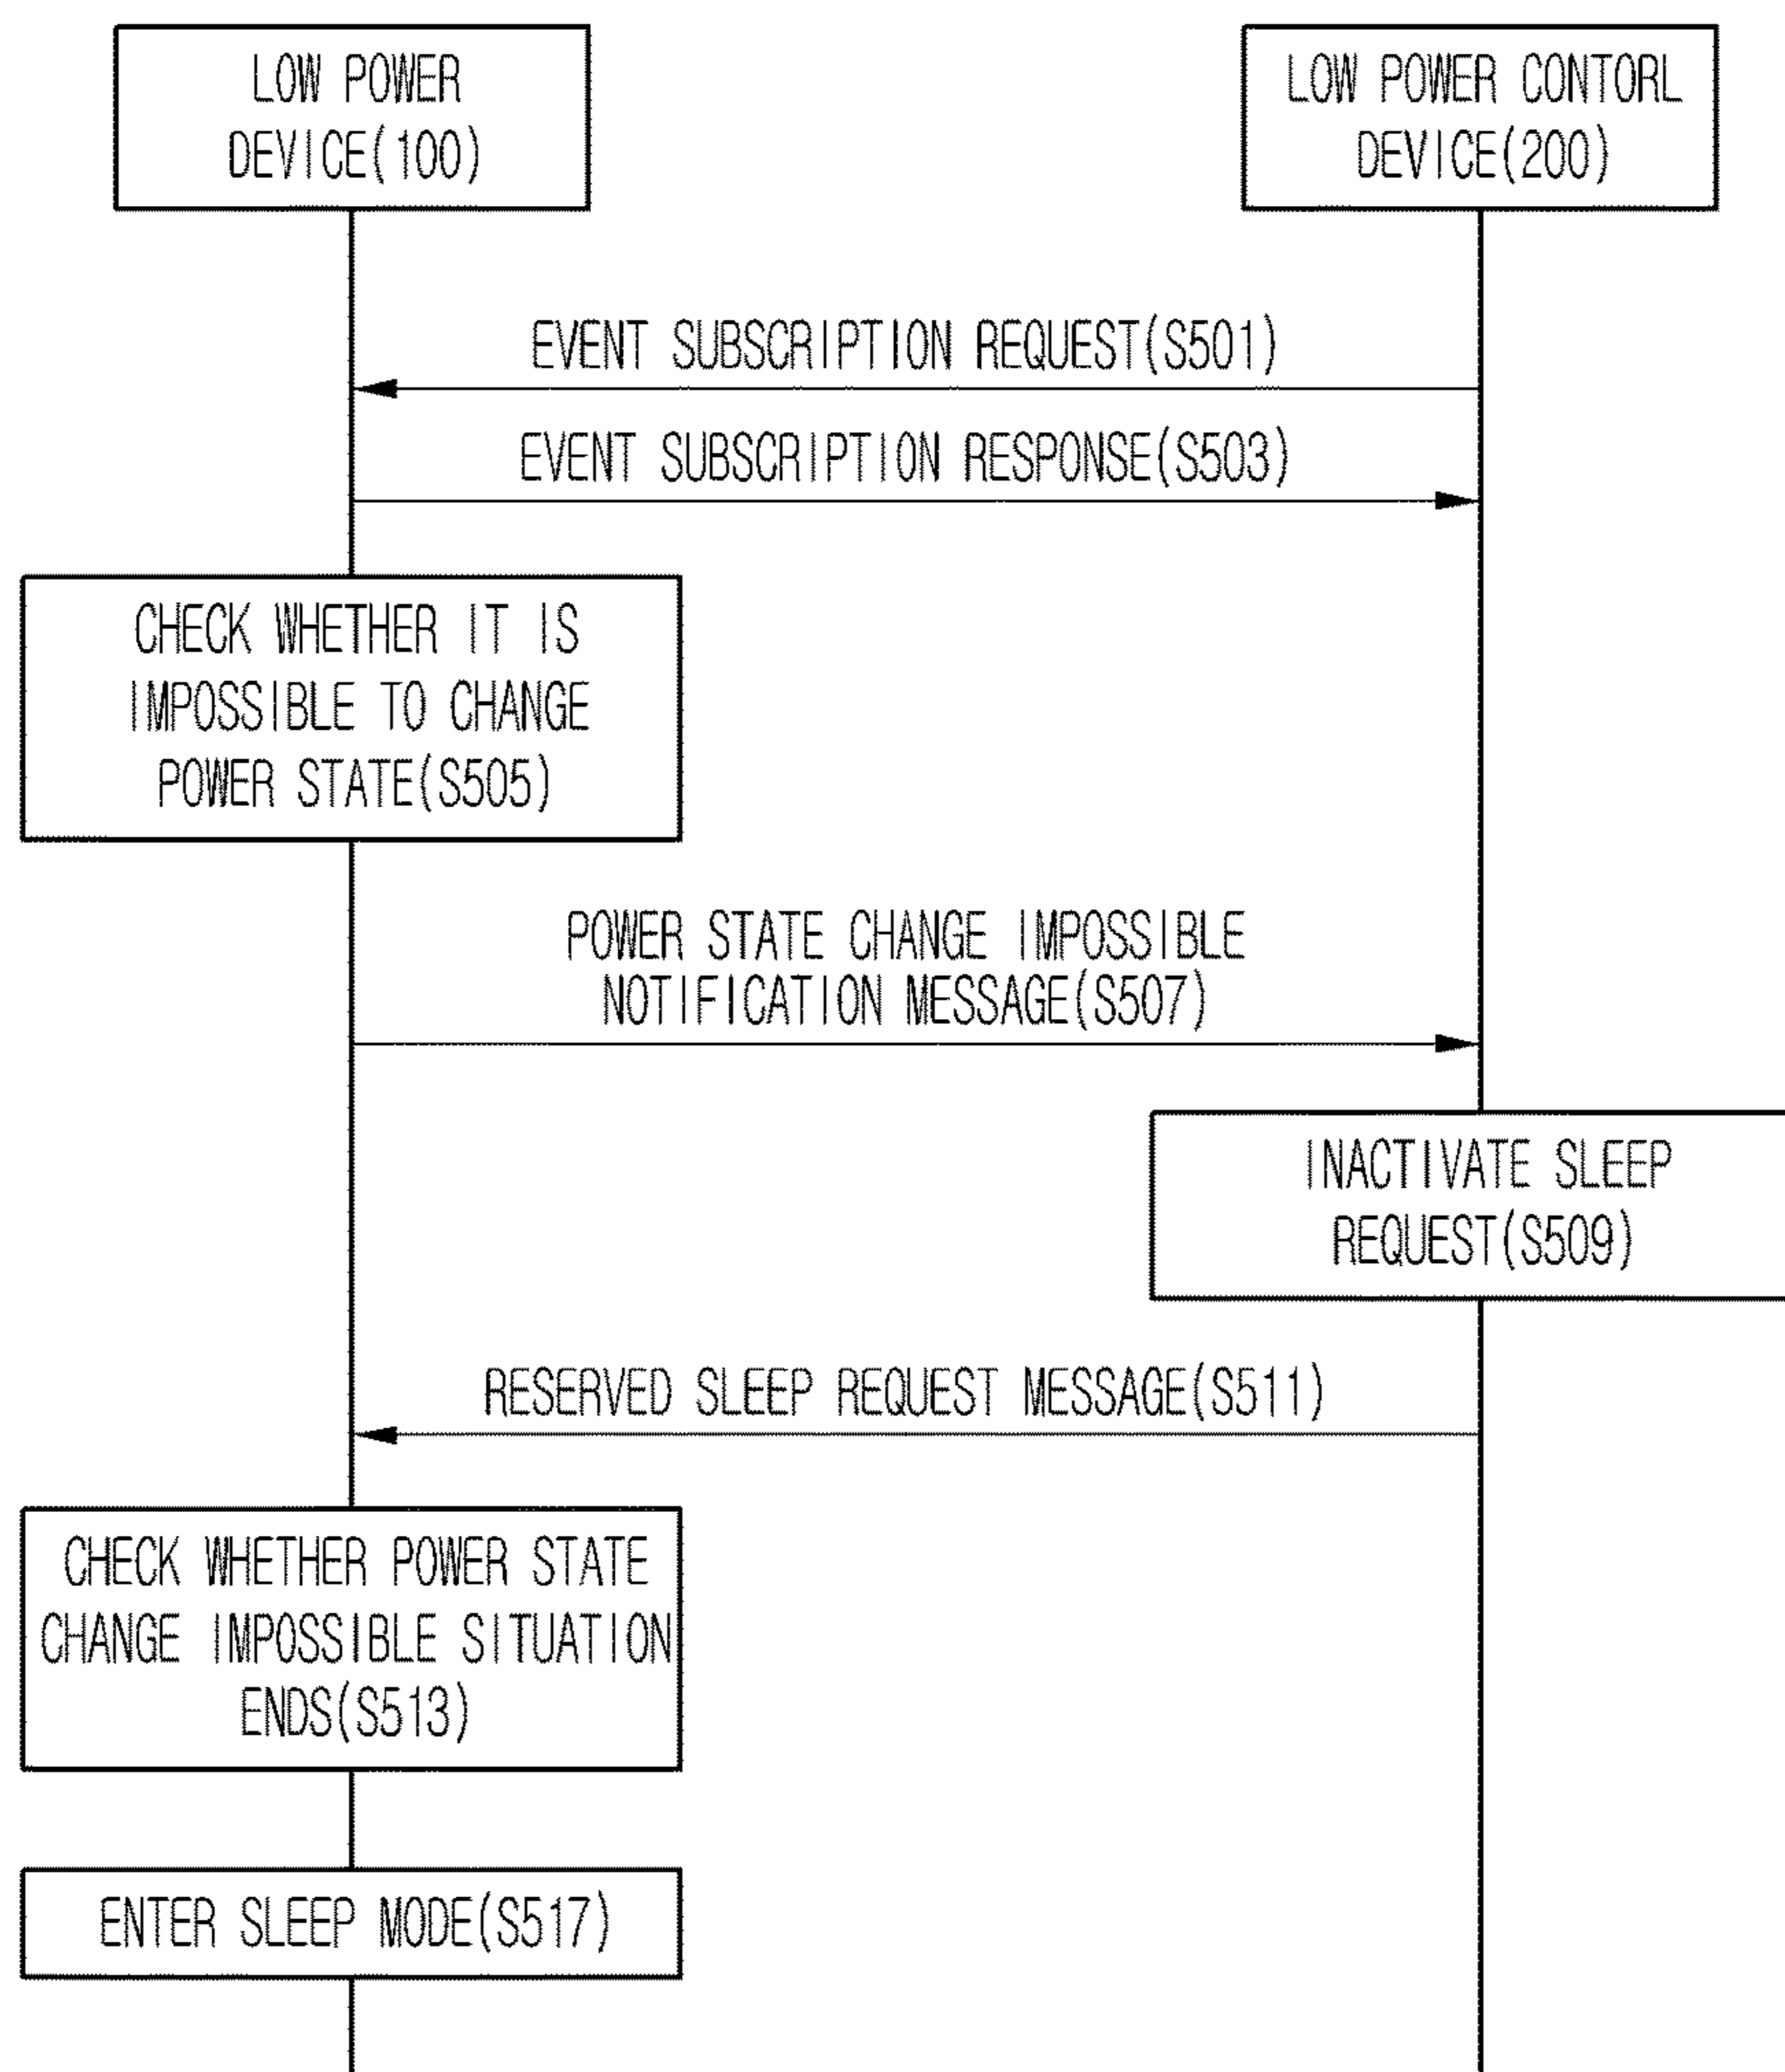 LOW POWER
DEVICE(100)
LOW POWER CONTORL
DEVICE(200)
EVENT SUBSCRIPTION REQUEST(S501)
EVENT SUBSCRIPTION RESPONSE(S503)
CHECK WHETHER IT IS
IMPOSSIBLE TO CHANGE
POWER STATE(S505)
POWER STATE CHANGE IMPOSSIBLE
NOTIFICATION MESSAGE(S507)
INACTIVATE SLEEP
REQUEST(S509)
RESERVED SLEEP REQUEST MESSAGE(S511)
CHECK WHETHER POWER STATE
CHANGE IMPOSSIBLE SITUATION
ENDS(S513)
ENTER SLEEP MODE(S517)